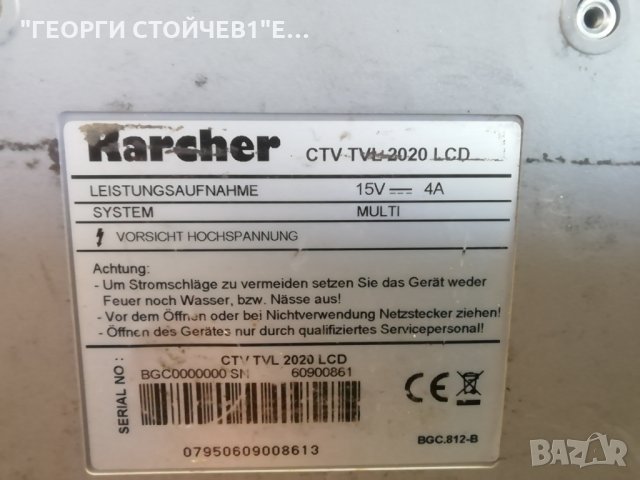 "ГЕОРГИ СТОЙЧЕВ1"Е...
"ГЕОРГИ СТОЙЧЕВ1"Е...
Karcher CTV TVL 2020 LCD
LEISTUNGSAUFNAHME 15V 4A
SYSTEM MULTI
VORSICHT HOCHSPANNUNG
Achtung:
- Um Stromschläge zu vermeiden setzen Sie das Gerät weder
Feuer noch Wasser, bzw. Nässe aus!
- Vor dem Öffnen oder bei Nichtverwendung Netzstecker ziehen!
- Öffnen des Gerätes nur durch qualifiziertes Servicepersonal!
SERIAL NO :
CTV TVL 2020 LCD
BGC0000000 SN 60900861
07950609008613
CE
BGC.812-B
BAZAR